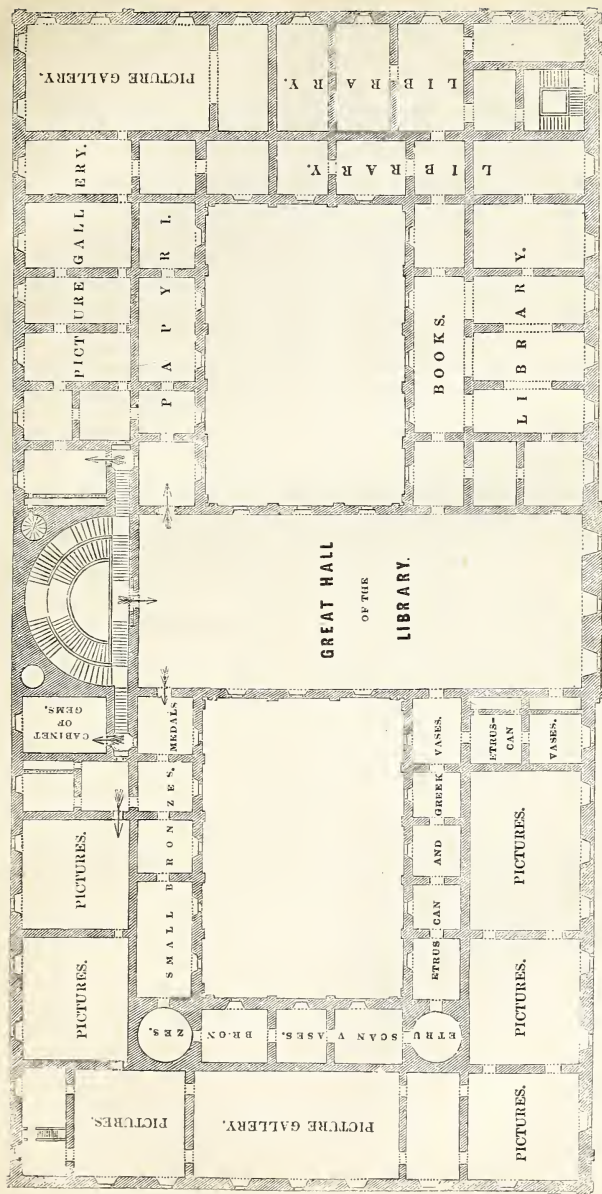 PICTURE GALLERY.
LIBRARY.
PICTURE GALLERY.
LIBRARY.
PAPYRI.
BOOKS.
LIBRARY.
GREAT HALL
OF THE
LIBRARY.
CABINET
OF
GEMS.
MEDALS
SMALL BRONZES,
VASES.
ETRUSCAN AND GREEK
ETRUS-
CAN
VASES.
PICTURES.
PICTURES.
PICTURES.
PICTURES.
ZES.
BRON
ETRUSCAN VASES.
PICTURES.
PICTURE GALLERY.
PICTURES.